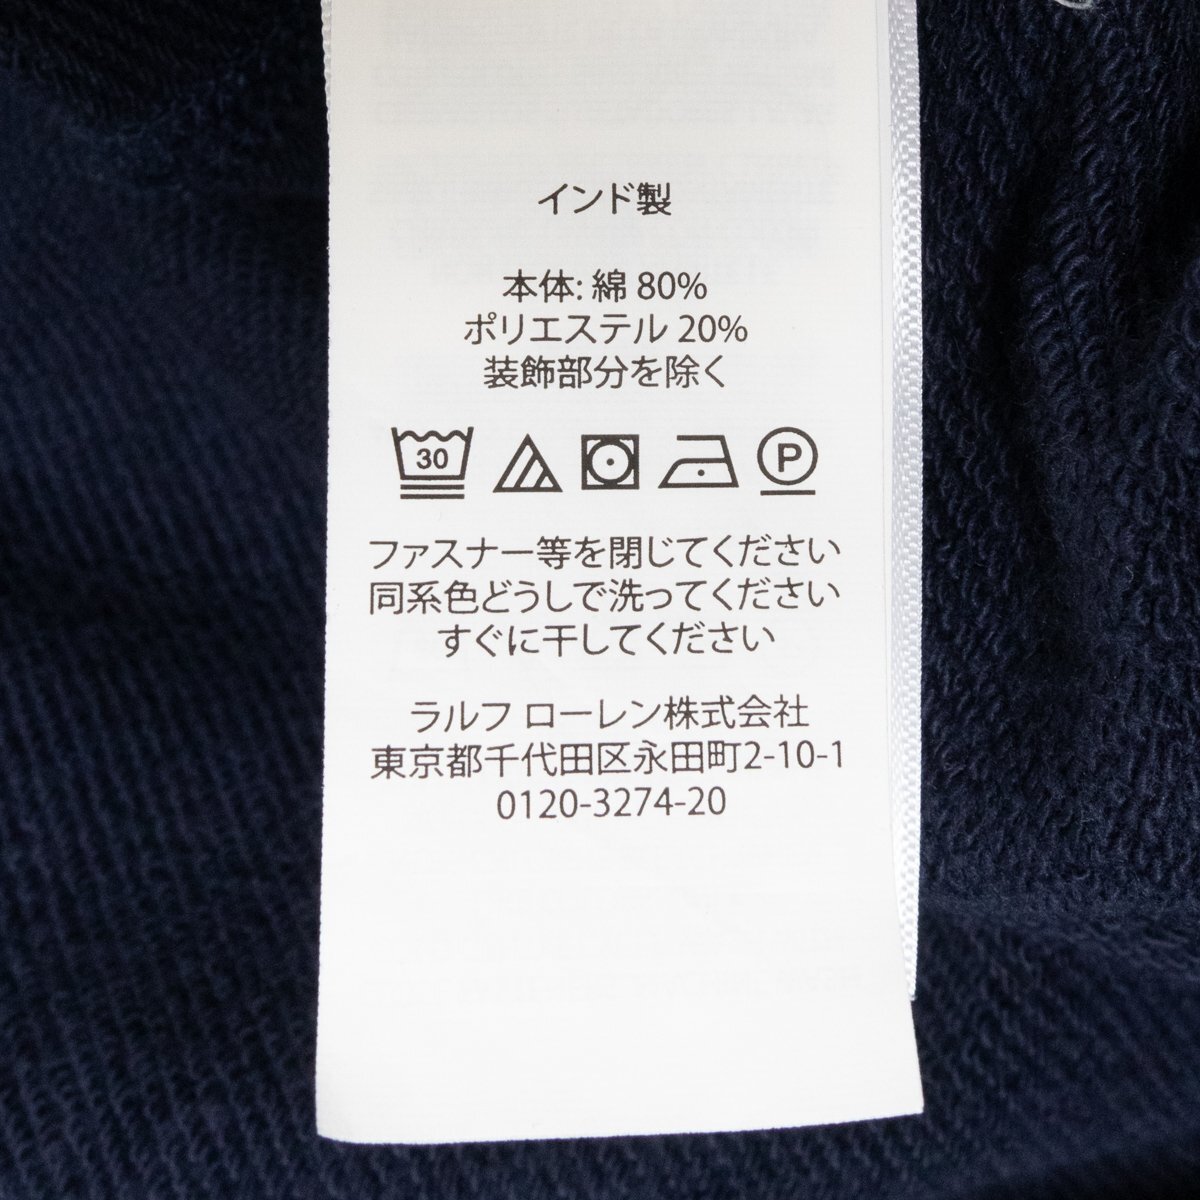 インド製
本体: 綿 80%
ポリエステル 20%
装飾部分を除く
30 P
ファスナー等を閉じてください
同系色どうしで洗ってください
すぐに干してください
ラルフ ローレン株式会社
東京都千代田区永田町2-10-1
0120-3274-20